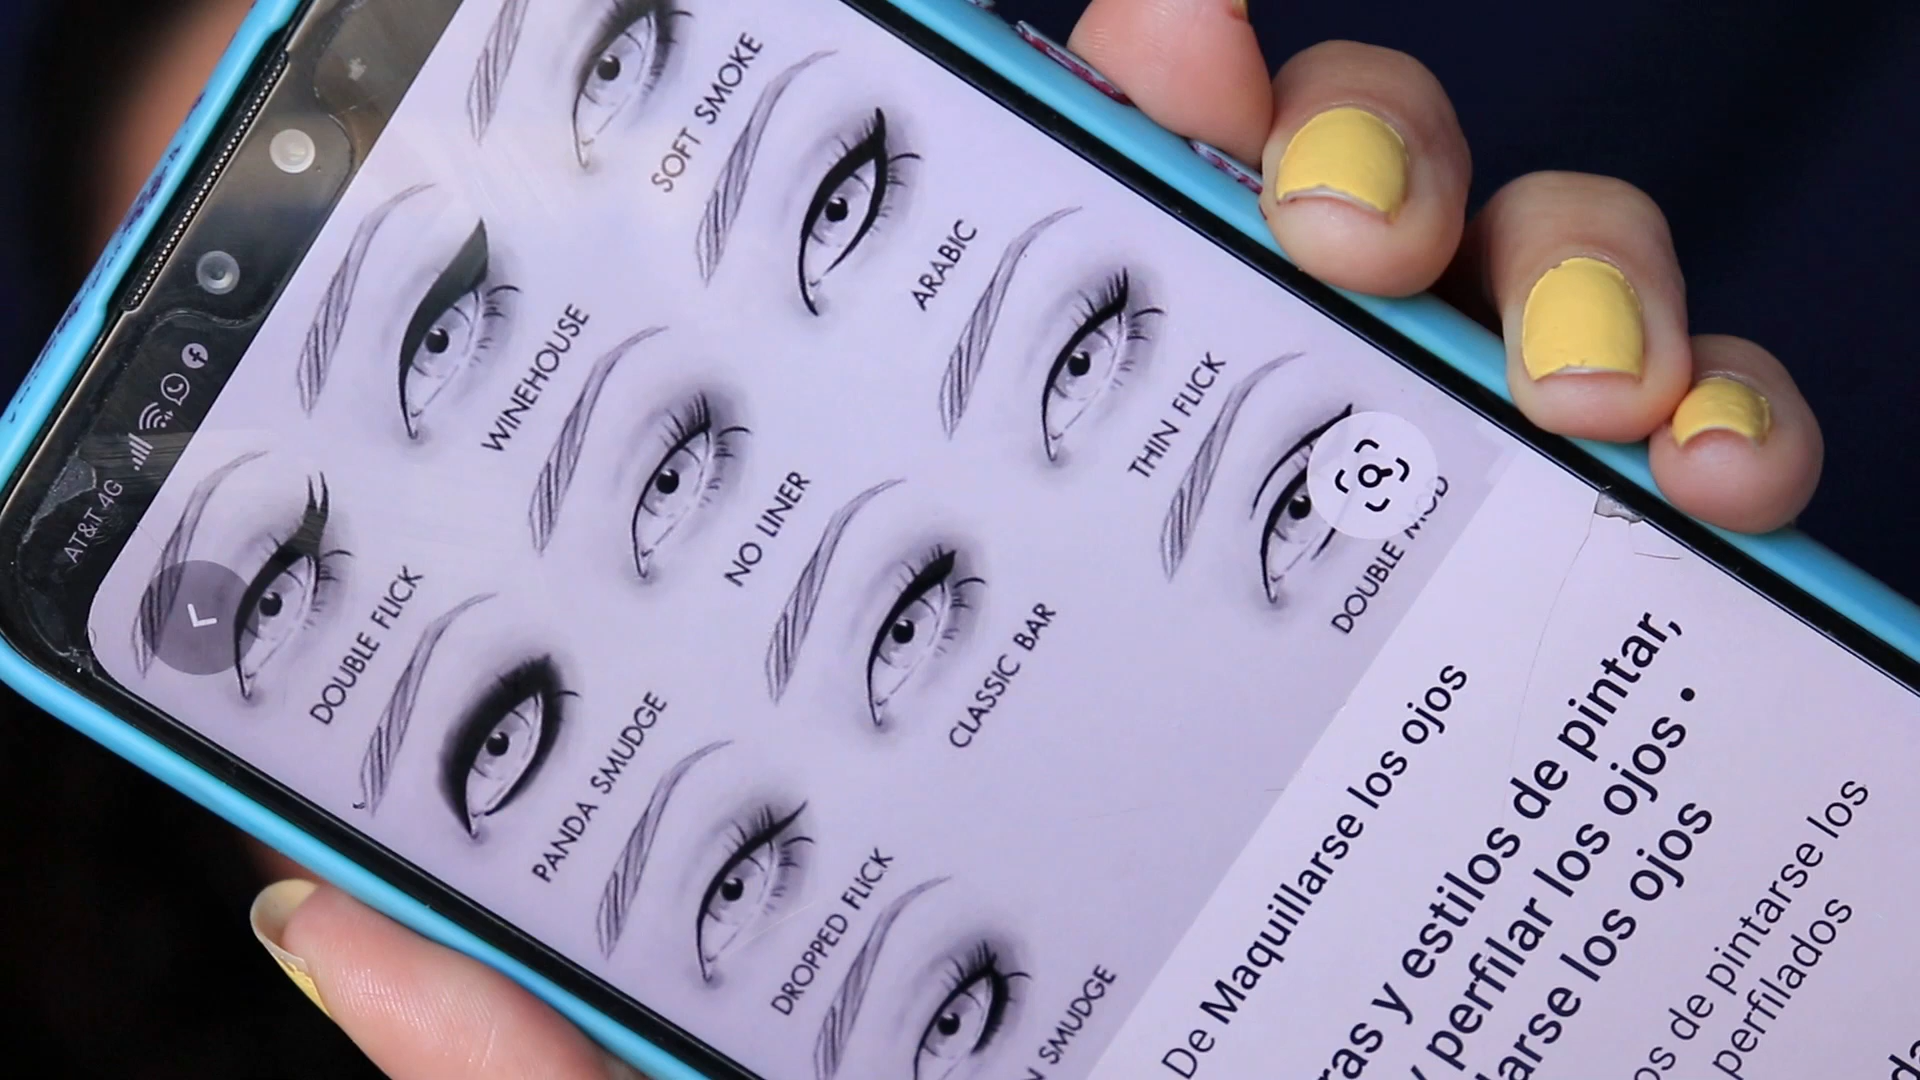 AT&T 4G
SOFT SMOKE
WINEHOUSE
ARABIC
DOUBLE FLICK
NO LINER
THIN FLICK
PANDA SMUDGE
CLASSIC BAR
DOUBLE MOD
DROPPED FLICK
SMUDGE
De Maquillarse los ojos
ras y estilos de pintar,
y perfilar los ojos •
larse los ojos
os de pintarse los
perfilados